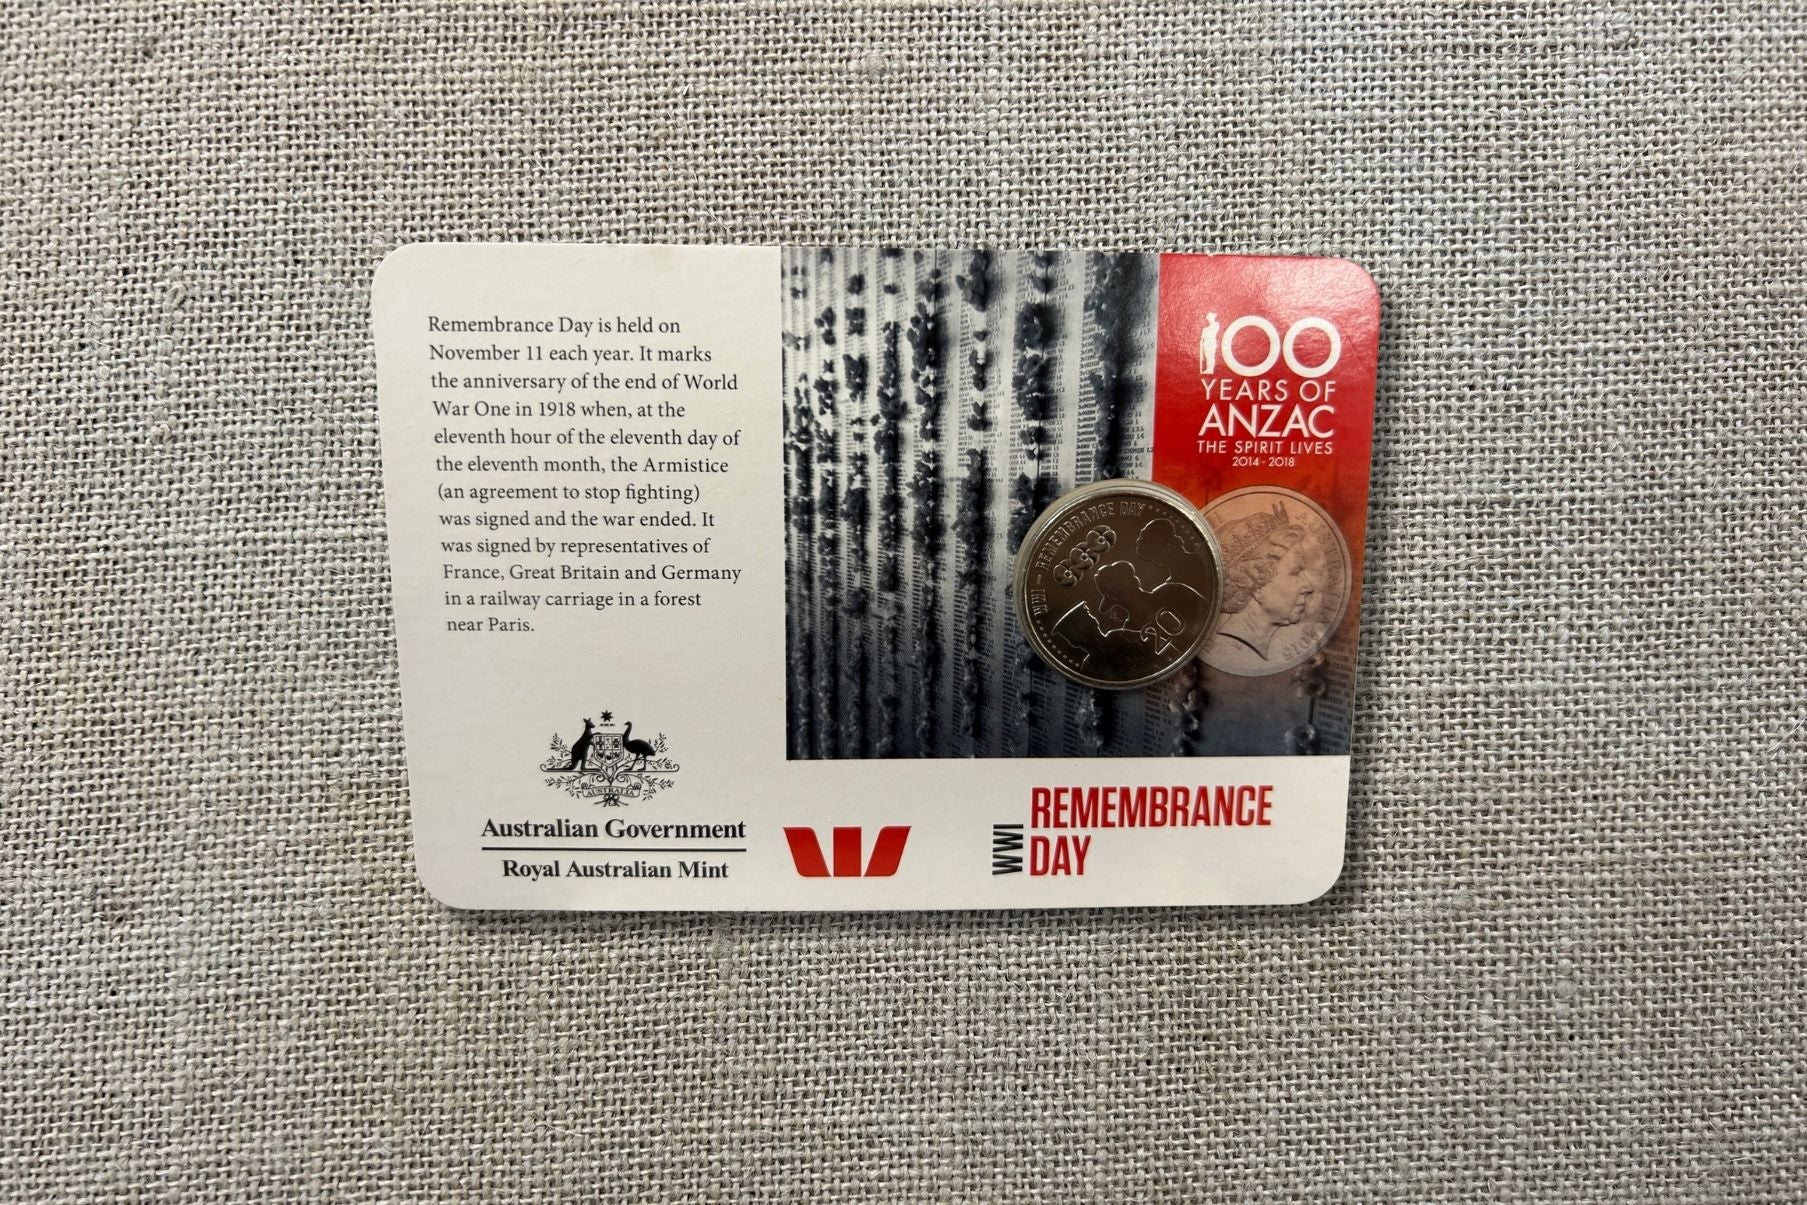 Remembrance Day is held on
November 11 each year. It marks
the anniversary of the end of World
War One in 1918 when, at the
eleventh hour of the eleventh day of
the eleventh month, the Armistice
(an agreement to stop fighting)
was signed and the war ended. It
was signed by representatives of
France, Great Britain and Germany
in a railway carriage in a forest
near Paris.
AUSTRALIA
Australian Government
Royal Australian Mint
100
YEARS OF
ANZAC
THE SPIRIT LIVES
2014 - 2018
WWI – REMEMBRANCE DAY
20
AUSTRALIA 2015
WWI
REMEMBRANCE
DAY